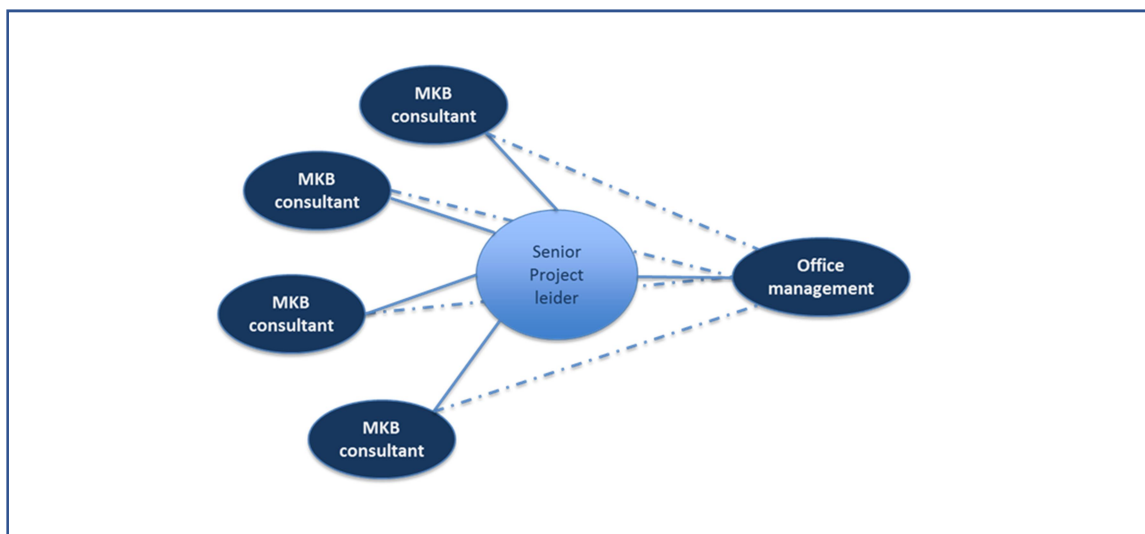 MKB
consultant
MKB
consultant
Senior
Project
leider
Office
management
MKB
consultant
MKB
consultant